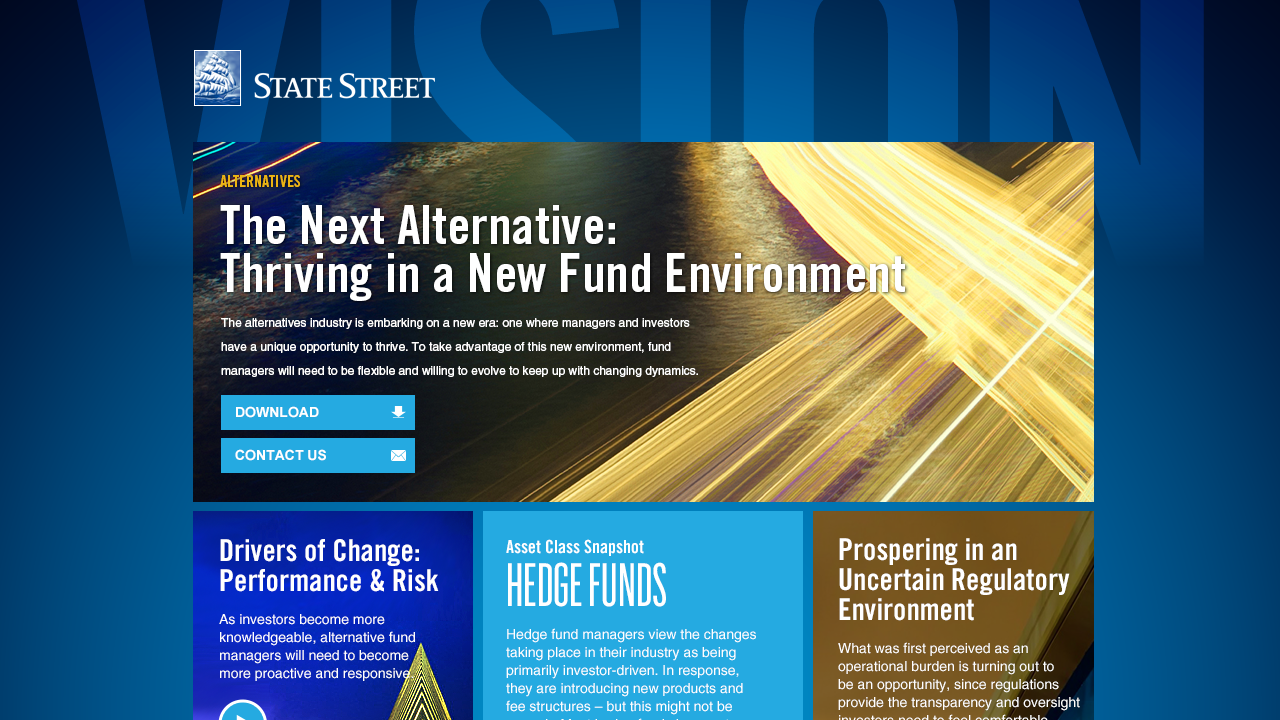 VISION
STATE STREET
ALTERNATIVES
The Next Alternative:
Thriving in a New Fund Environment
The alternatives industry is embarking on a new era: one where managers and investors
have a unique opportunity to thrive. To take advantage of this new environment, fund
managers will need to be flexible and willing to evolve to keep up with changing dynamics.
DOWNLOAD
CONTACT US
Drivers of Change:
Performance & Risk
As investors become more
knowledgeable, alternative fund
managers will need to become
more proactive and responsive.
Asset Class Snapshot
HEDGE FUNDS
Hedge fund managers view the changes
taking place in their industry as being
primarily investor-driven. In response,
they are introducing new products and
fee structures – but this might not be
Prospering in an
Uncertain Regulatory
Environment
What was first perceived as an
operational burden is turning out to
be an opportunity, since regulations
provide the transparency and oversight
investors need to feel comfortable